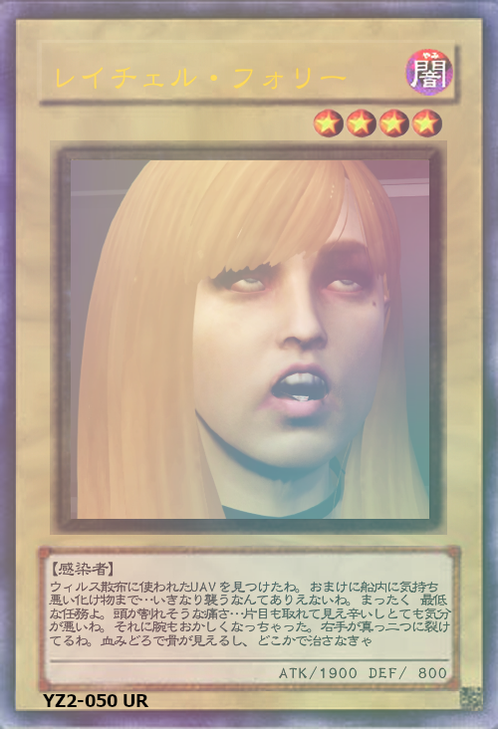 レイチェル・フォリー
やみ
闇
【感染者】
ウィルス散布に使われたUAVを見つけたわ。おまけに船内に気持ち
悪い化け物まで…いきなり襲うなんてありえないわ。まったく 最低
な任務よ。頭が割れそうな痛さ…片目も取れて見え辛いしとても気分
が悪いわ。それに腕もおかしくなっちゃった。右手が真っ二つに裂け
てるわ。血みどろで骨が見えるし、どこかで治さなきゃ
ATK/1900 DEF/ 800
YZ2-050 UR